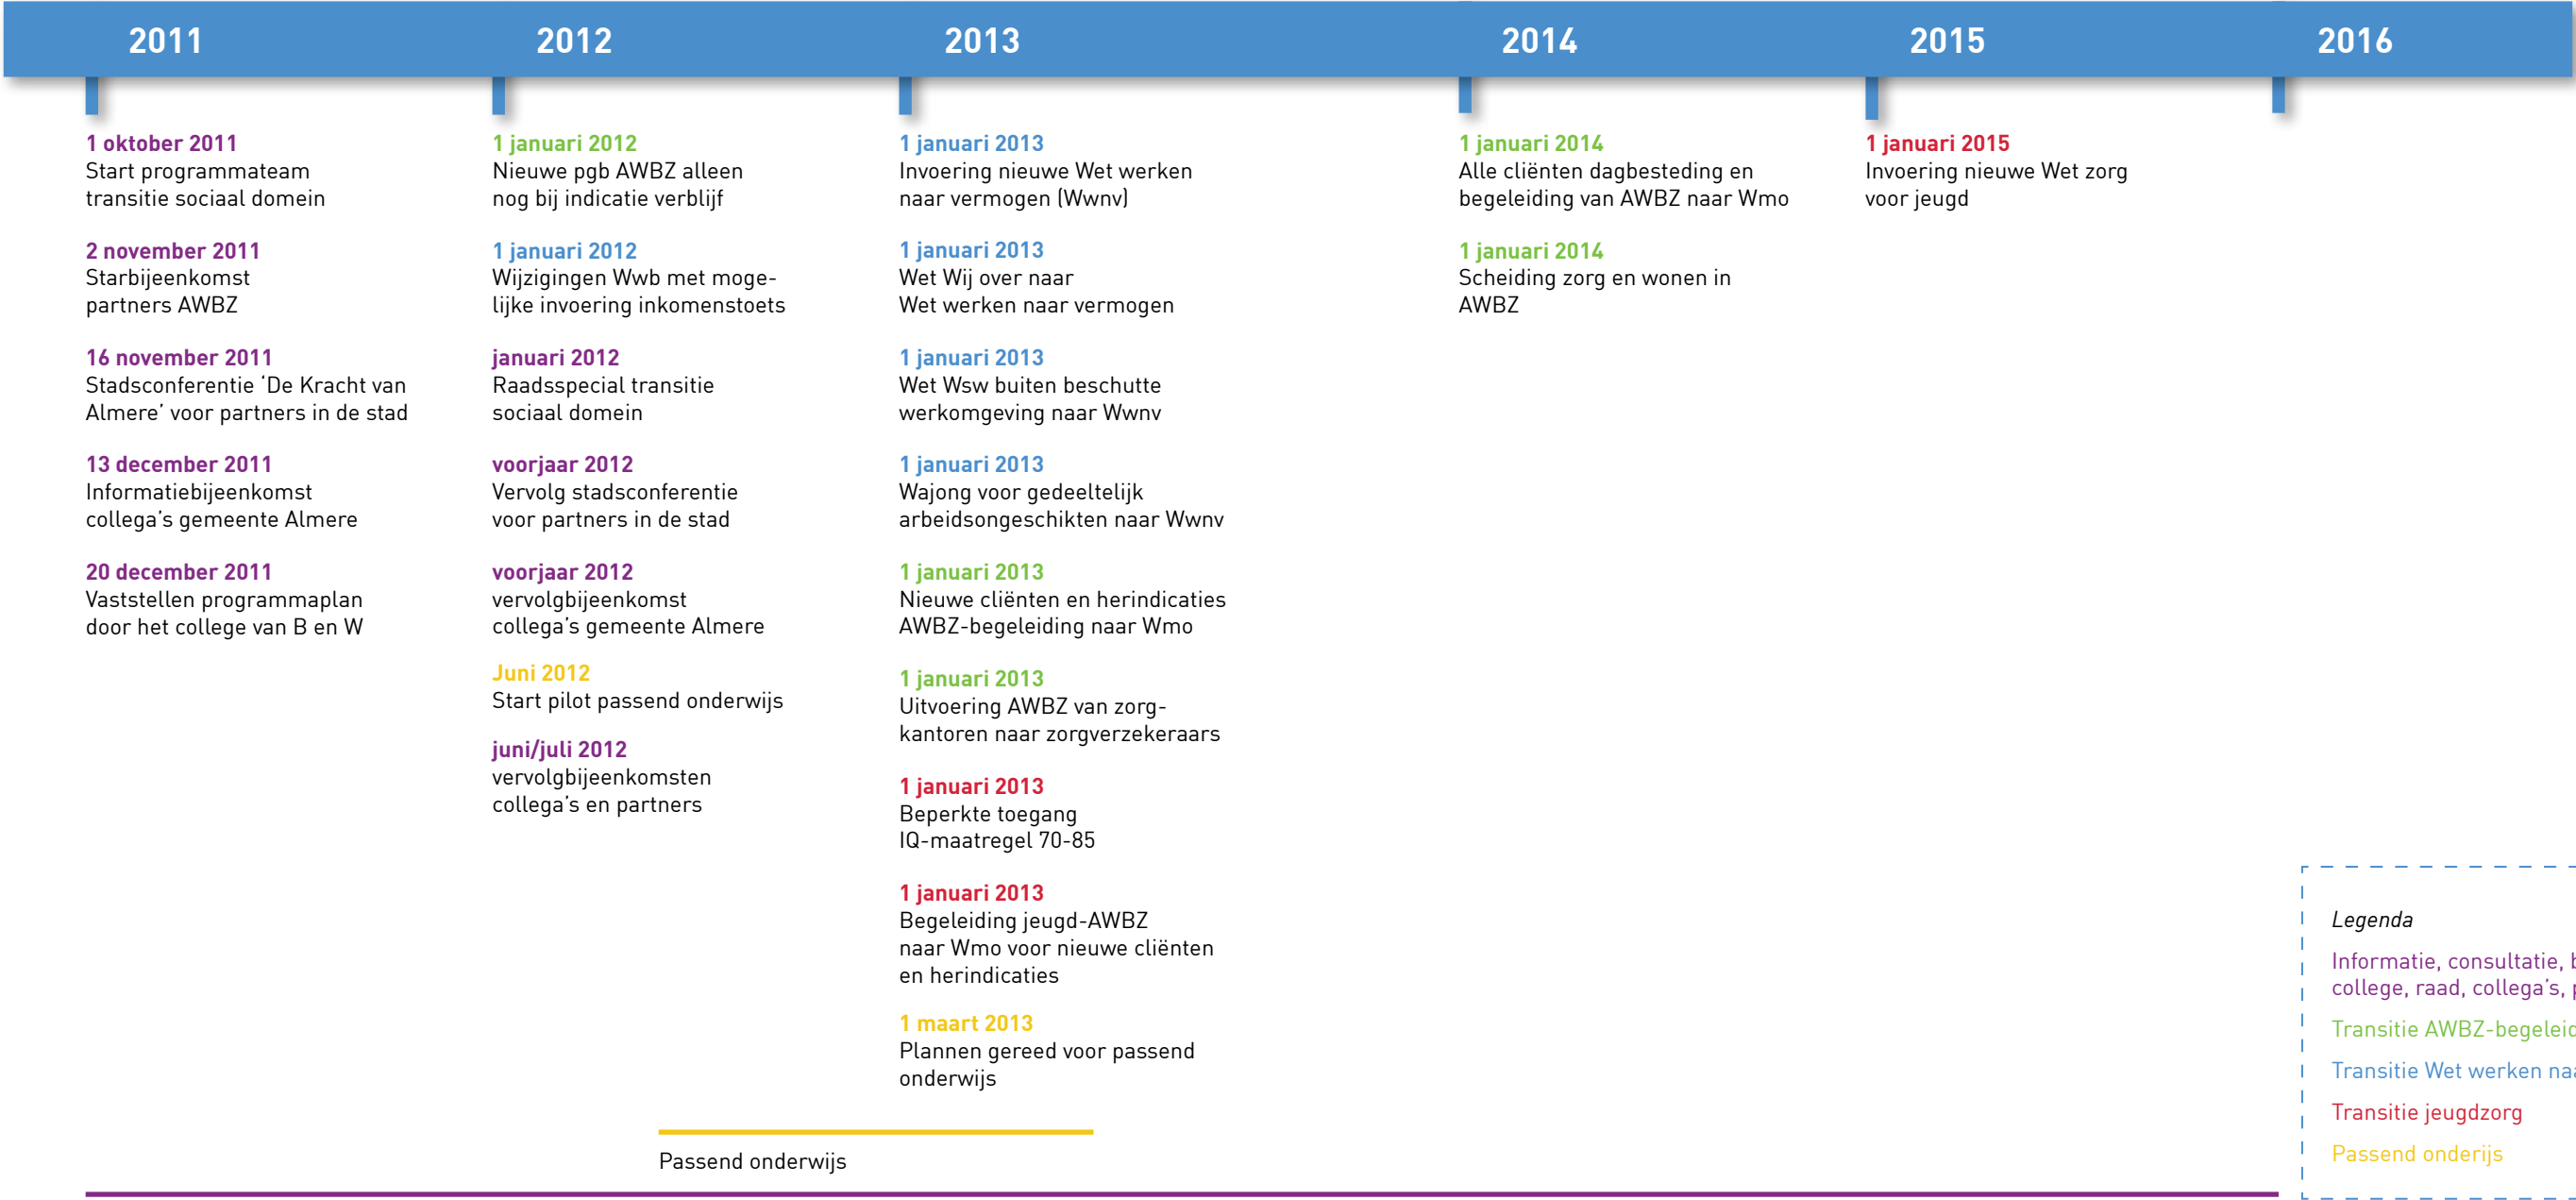 2011 2012 2013 2014 2015 2016
1 oktober 2011
Start programmateam
transitie sociaal domein
2 november 2011
Starbijeenkomst
partners AWBZ
16 november 2011
Stadsconferentie ‘De Kracht van
Almere’ voor partners in de stad
13 december 2011
Informatiebijeenkomst
collega’s gemeente Almere
20 december 2011
Vaststellen programmaplan
door het college van B en W
1 januari 2012
Nieuwe pgb AWBZ alleen
nog bij indicatie verblijf
1 januari 2012
Wijzigingen Wwb met moge-
lijke invoering inkomenstoets
januari 2012
Raadsspecial transitie
sociaal domein
voorjaar 2012
Vervolg stadsconferentie
voor partners in de stad
voorjaar 2012
vervolgbijeenkomst
collega’s gemeente Almere
Juni 2012
Start pilot passend onderwijs
juni/juli 2012
vervolgbijeenkomsten
collega’s en partners
1 januari 2013
Invoering nieuwe Wet werken
naar vermogen (Wwnv)
1 januari 2013
Wet Wij over naar
Wet werken naar vermogen
1 januari 2013
Wet Wsw buiten beschutte
werkomgeving naar Wwnv
1 januari 2013
Wajong voor gedeeltelijk
arbeidsongeschikten naar Wwnv
1 januari 2013
Nieuwe cliënten en herindicaties
AWBZ-begeleiding naar Wmo
1 januari 2013
Uitvoering AWBZ van zorg-
kantoren naar zorgverzekeraars
1 januari 2013
Beperkte toegang
IQ-maatregel 70-85
1 januari 2013
Begeleiding jeugd-AWBZ
naar Wmo voor nieuwe cliënten
en herindicaties
1 maart 2013
Plannen gereed voor passend
onderwijs
1 januari 2014
Alle cliënten dagbesteding en
begeleiding van AWBZ naar Wmo
1 januari 2014
Scheiding zorg en wonen in
AWBZ
1 januari 2015
Invoering nieuwe Wet zorg
voor jeugd
Passend onderwijs
Legenda
Informatie, consultatie,
college, raad, collega’s,
Transitie
Transitie Wet werken
Transitie jeugdzorg
Passend onderijs